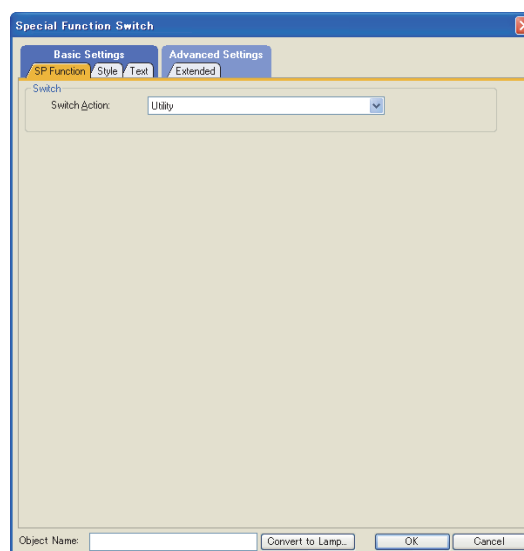 Special Function Switch
Basic Settings Advanced Settings
SP Function Style Text Extended
Switch
Switch Action: Utility
Object Name: Convert to Lamp... OK Cancel